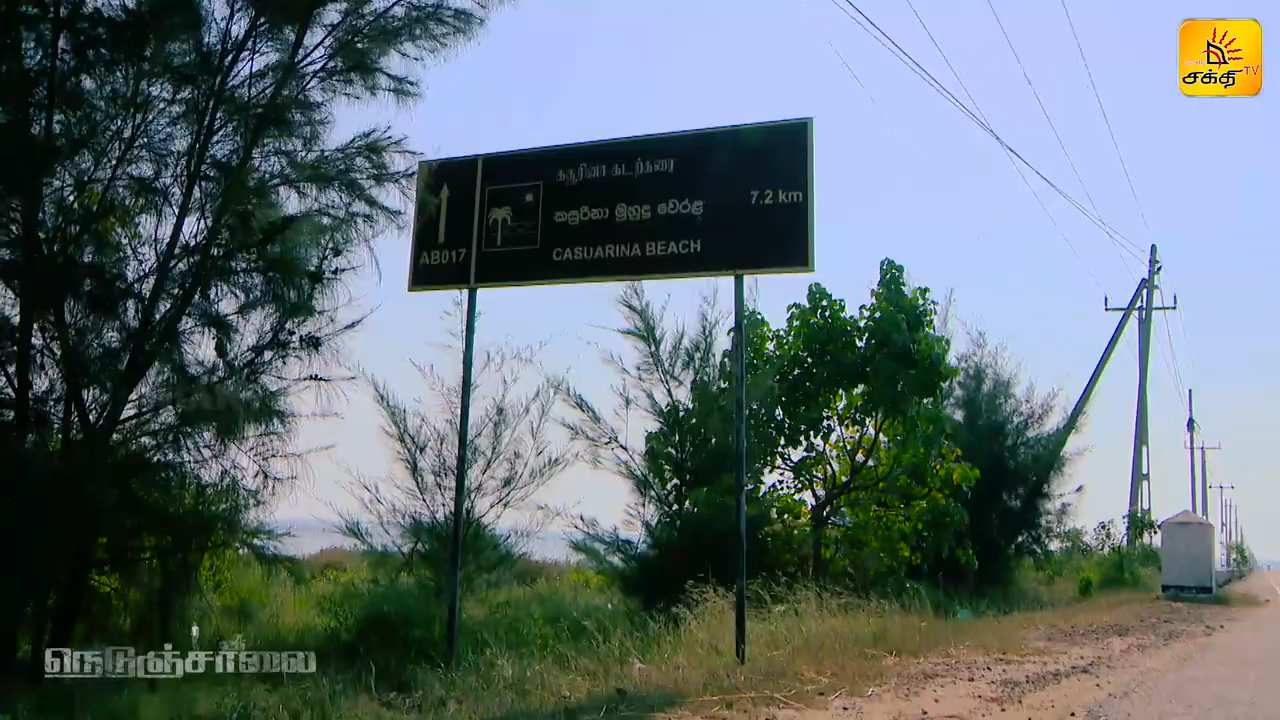 கசூரினா கடற்கரை
කසුරිනා මුහුදු වෙරළ
CASUARINA BEACH
7.2 km
AB017
சக்தி TV
நெடுஞ்சாலை